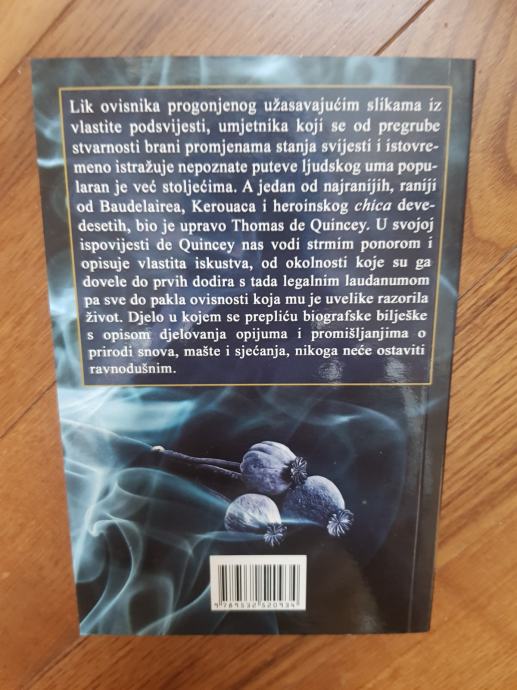 Lik ovisnika progonjenog užasavajućim slikama iz
vlastite podsvijesti, umjetnika koji se od pregrube
stvarnosti brani promjenama stanja svijesti i istovre-
meno istražuje nepoznate puteve ljudskog uma popu-
laran je već stoljećima. A jedan od najranijih, raniji
od Baudelairea, Kerouaca i heroinskog chica deve-
desetih, bio je upravo Thomas de Quincey. U svojoj
ispovijesti de Quincey nas vodi strmim ponorom i
opisuje vlastita iskustva, od okolnosti koje su ga
dovele do prvih dodira s tada legalnim laudanumom
pa sve do pakla ovisnosti koja mu je uvelike razorila
život. Djelo u kojem se prepliću biografske bilješke
s opisom djelovanja opijuma i promišljanjima o
prirodi snova, mašte i sjećanja, nikoga neće ostaviti
ravnodušnim.
9 789532 520934